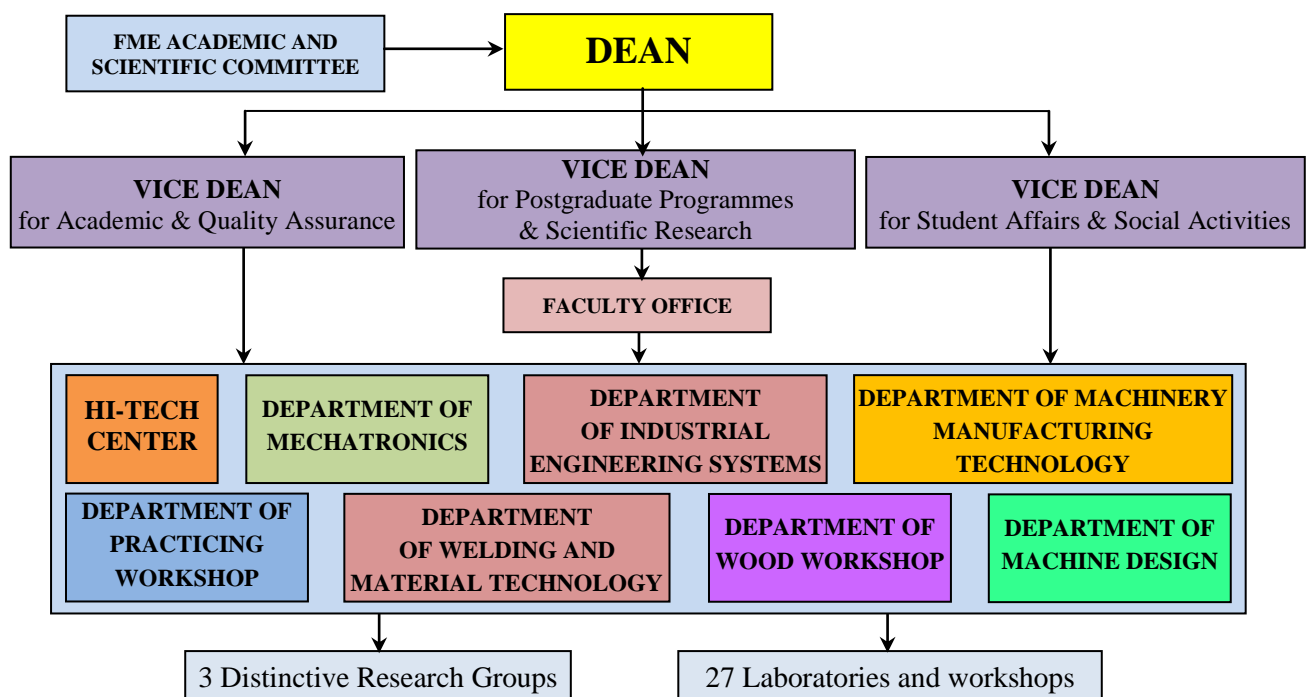 FME ACADEMIC AND
SCIENTIFIC COMMITTEE
DEAN
VICE DEAN
for Academic & Quality Assurance
VICE DEAN
for Postgraduate Programmes
& Scientific Research
VICE DEAN
for Student Affairs & Social Activities
FACULTY OFFICE
HI-TECH
CENTER
DEPARTMENT OF
MECHATRONICS
DEPARTMENT
OF INDUSTRIAL
ENGINEERING SYSTEMS
DEPARTMENT OF MACHINERY
MANUFACTURING
TECHNOLOGY
DEPARTMENT OF
PRACTICING
WORKSHOP
DEPARTMENT
OF WELDING AND
MATERIAL TECHNOLOGY
DEPARTMENT OF
WOOD WORKSHOP
DEPARTMENT OF
MACHINE DESIGN
3 Distinctive Research Groups
27 Laboratories and workshops